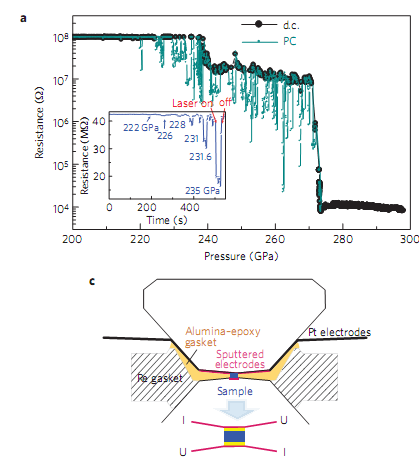 a
d.c.
PC
Resistance (Ω)
10⁸
10⁷
10⁶
10⁵
10⁴
200
220
240
260
280
300
Pressure (GPa)
Laser on off
Resistance (MΩ)
40
30
20
222 GPa
226
228
231
231.6
235 GPa
0
200
400
Time (s)
c
Alumina-epoxy
gasket
Pt electrodes
Sputtered
electrodes
Re gasket
Sample
I
U
U
I